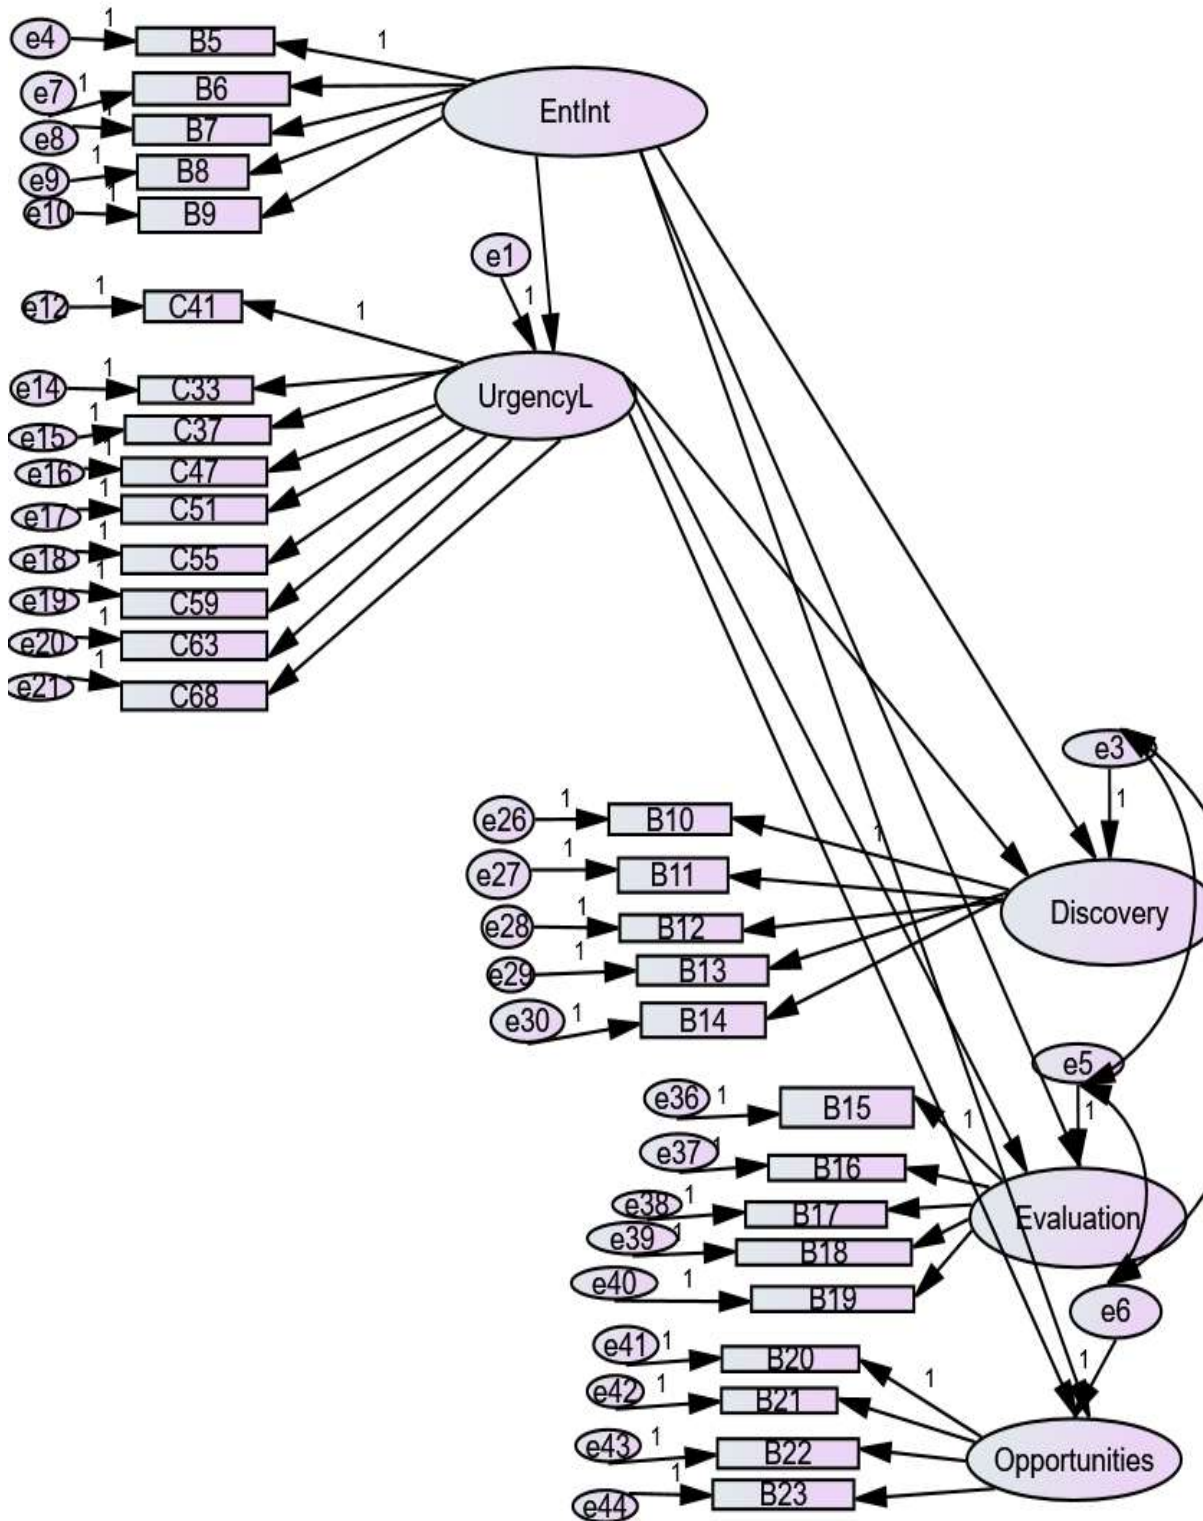 e4 1 B5 1
e7 1 B6
EntInt
e8 1 B7
e9 1 B8
e10 1 B9
e1
1
e12 1 C41 1
e14 1 C33
UrgencyL
e15 1 C37
e16 1 C47
e17 1 C51
e18 1 C55
e19 1 C59
e20 1 C63
e21 1 C68
e3
1
e26 1 B10 1
e27 1 B11
Discovery
e28 1 B12
e29 1 B13
e30 1 B14
e5
1
e36 1 B15 1
e37 1 B16
e38 1 B17
Evaluation
e39 1 B18
e40 1 B19
e6
1
e41 1 B20 1
e42 1 B21
e43 1 B22
Opportunities
e44 1 B23